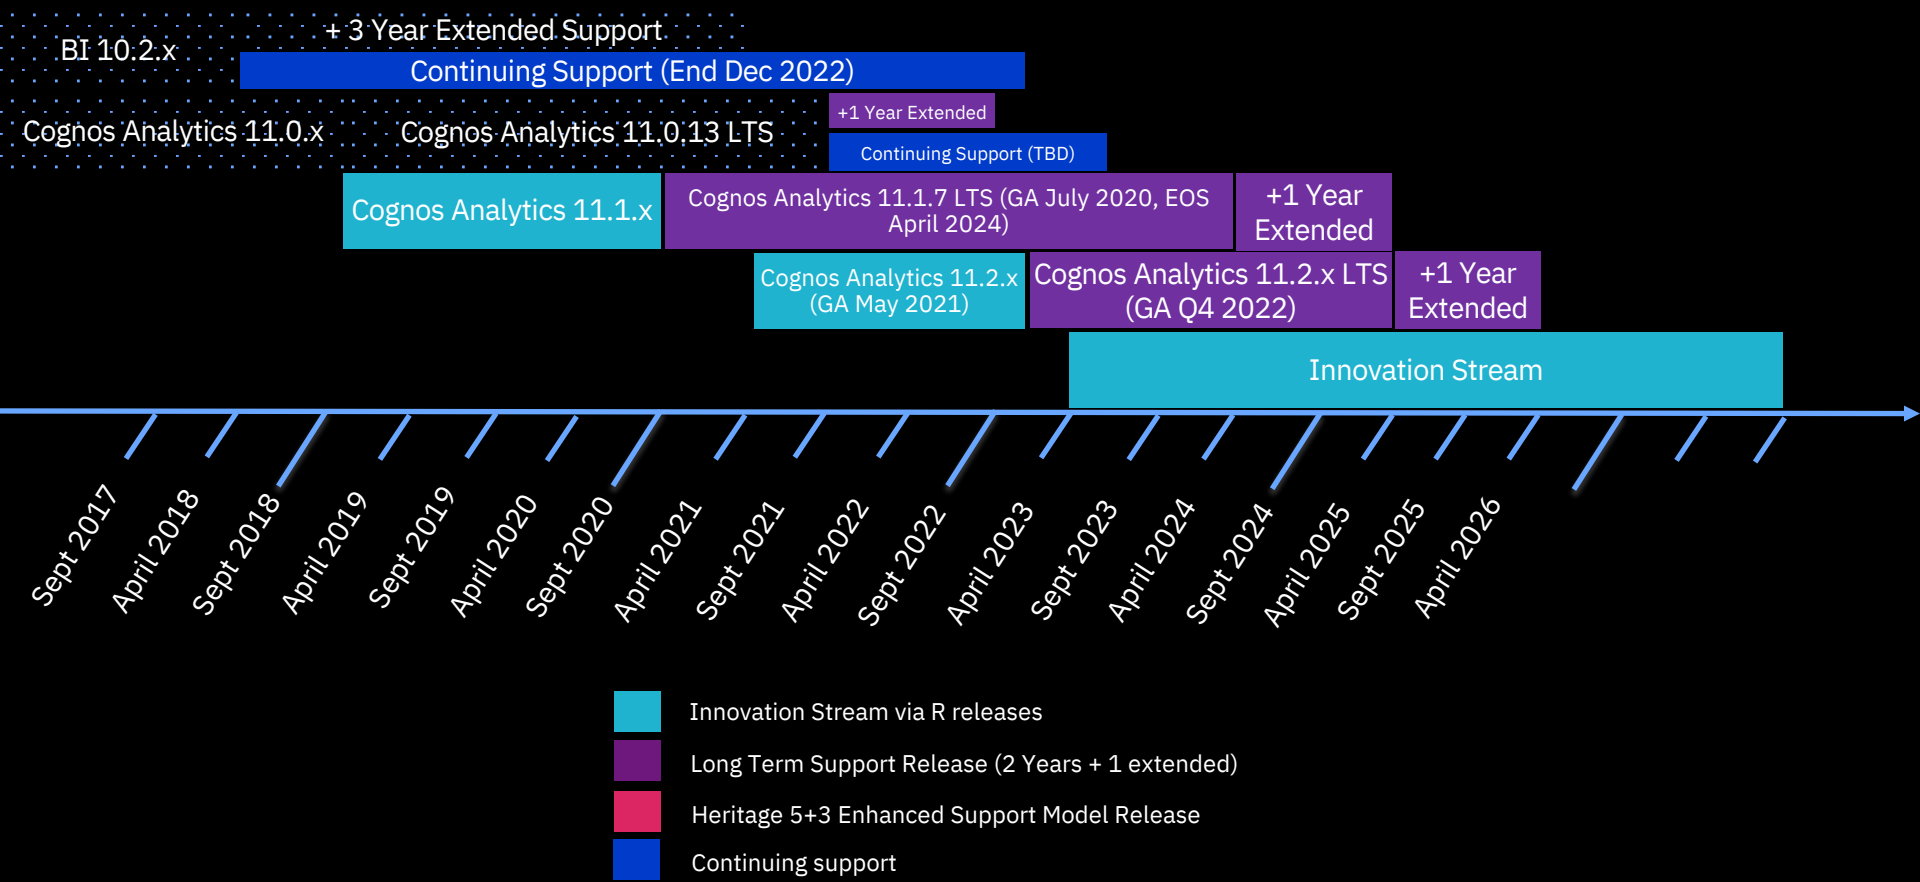 BI 10.2.x
+ 3 Year Extended Support
Continuing Support (End Dec 2022)
Cognos Analytics 11.0.x
Cognos Analytics 11.0.13 LTS
+1 Year Extended
Continuing Support (TBD)
Cognos Analytics 11.1.x
Cognos Analytics 11.1.7 LTS (GA July 2020, EOS
April 2024)
+1 Year
Extended
Cognos Analytics 11.2.x
(GA May 2021)
Cognos Analytics 11.2.x LTS
(GA Q4 2022)
+1 Year
Extended
Innovation Stream
Sept 2017
April 2018
Sept 2018
April 2019
Sept 2019
April 2020
Sept 2020
April 2021
Sept 2021
April 2022
Sept 2022
April 2023
Sept 2023
April 2024
Sept 2024
April 2025
Sept 2025
April 2026
Innovation Stream via R releases
Long Term Support Release (2 Years + 1 extended)
Heritage 5+3 Enhanced Support Model Release
Continuing support